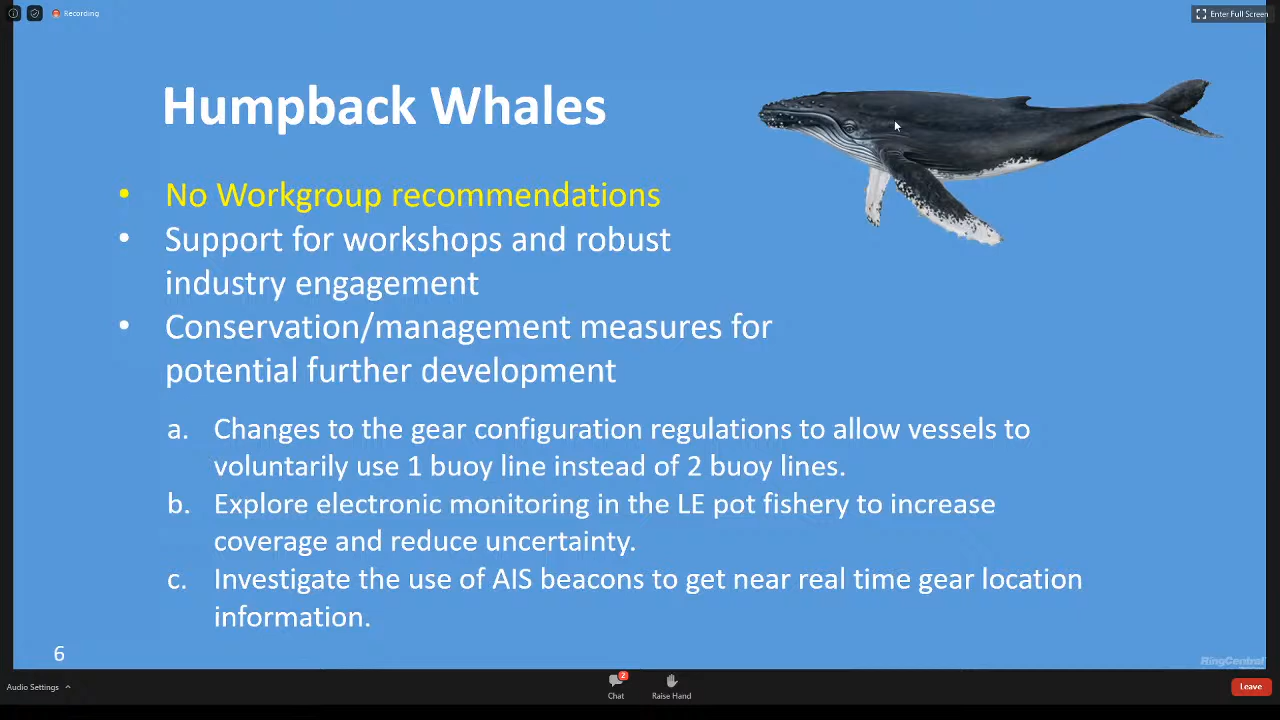 Recording
Enter Full Screen
Humpback Whales
• No Workgroup recommendations
• Support for workshops and robust
industry engagement
• Conservation/management measures for
potential further development
a. Changes to the gear configuration regulations to allow vessels to
voluntarily use 1 buoy line instead of 2 buoy lines.
b. Explore electronic monitoring in the LE pot fishery to increase
coverage and reduce uncertainty.
c. Investigate the use of AIS beacons to get near real time gear location
information.
6
RingCentral
Audio Settings
2
Chat
Raise Hand
Leave